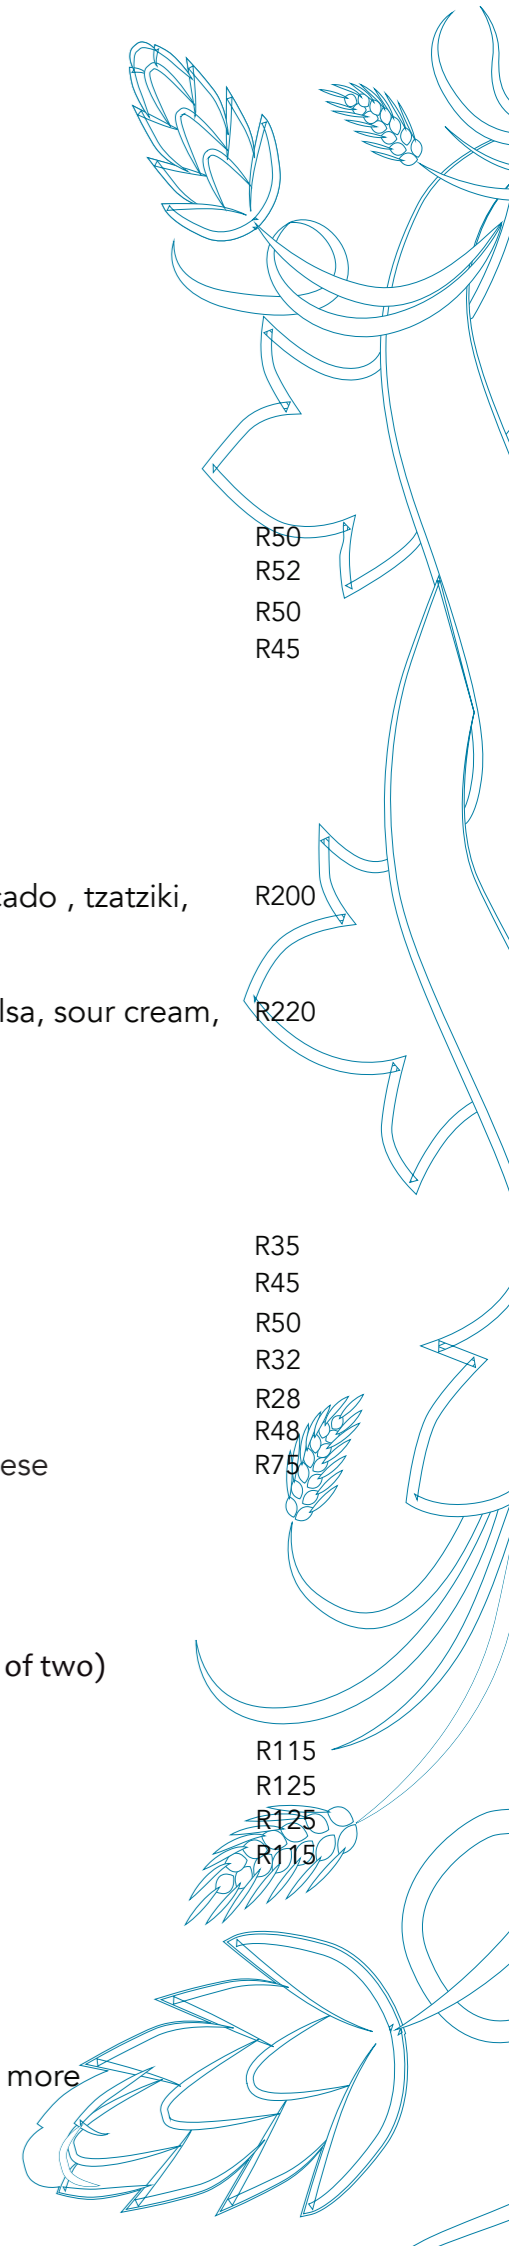 R50
R52
R50
R45
cado , tzatziki, R200
lsa, sour cream, R220
R35
R45
R50
R32
R28
R48
ese R75
of two)
R115
R125
R125
R115
more